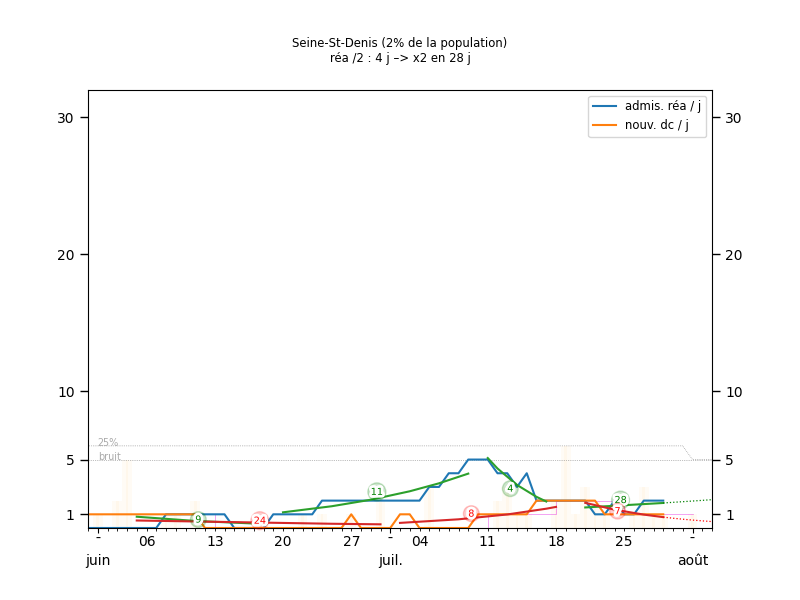 Seine-St-Denis (2% de la population)
réa /2 : 4 j –> x2 en 28 j
admis. réa / j
nouv. dc / j
30
30
20
20
10
10
25%
bruit
5
5
1
1
9
24
11
8
4
28
7
- 06 13 20 27 - 04 11 18 25 -
juin juil. août